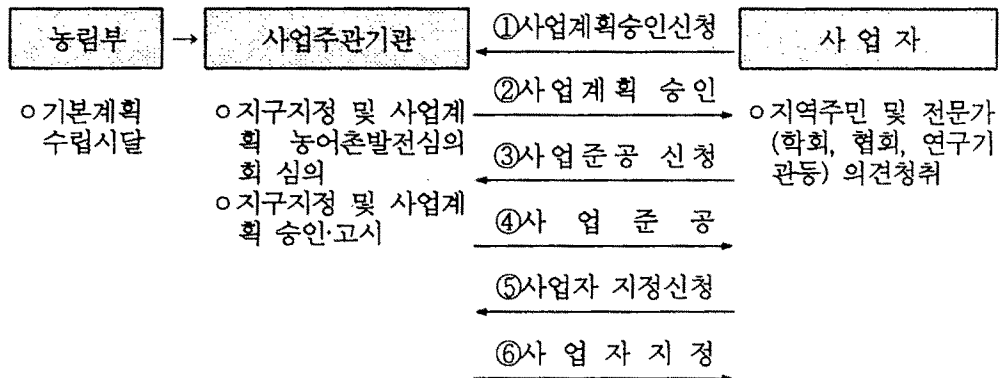 농림부 → 사업주관기관 ①사업계획승인신청 사 업 자
②사업계획 승인
o 기본계획
수립시달
o 지구지정 및 사업계
획 농어촌발전심의
회 심의
o 지구지정 및 사업계
획 승인·고시
o 지역주민 및 전문가
(학회, 협회, 연구기
관등) 의견청취
③사업준공 신청
④사 업 준 공
⑤사업자 지정신청
⑥사 업 자 지 정